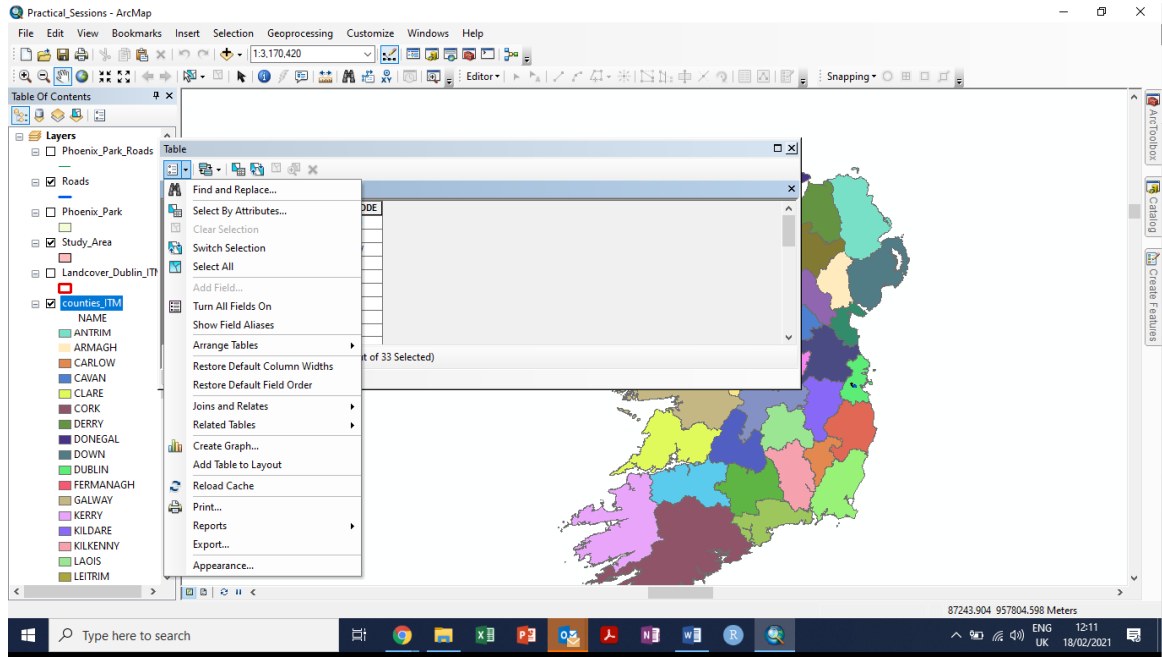 Practical_Sessions - ArcMap
File Edit View Bookmarks Insert Selection Geoprocessing Customize Windows Help
1:3,170,420
Editor Snapping
Table Of Contents
Layers
Phoenix_Park_Roads
Roads
Phoenix_Park
Study_Area
Landcover_Dublin_ITM
counties_ITM
NAME
ANTRIM
ARMAGH
CARLOW
CAVAN
CLARE
CORK
DERRY
DONEGAL
DOWN
DUBLIN
FERMANAGH
GALWAY
KERRY
KILDARE
KILKENNY
LAOIS
LEITRIM
Table
ODE
Find and Replace...
Select By Attributes...
Clear Selection
Switch Selection
Select All
Add Field...
Turn All Fields On
Show Field Aliases
Arrange Tables
Restore Default Column Widths
Restore Default Field Order
Joins and Relates
Related Tables
Create Graph...
Add Table to Layout
Reload Cache
Print...
Reports
Export...
Appearance...
t of 33 Selected)
ArcToolbox
Catalog
Create Features
87243.904 957804.598 Meters
Type here to search
ENG 12:11
UK 18/02/2021